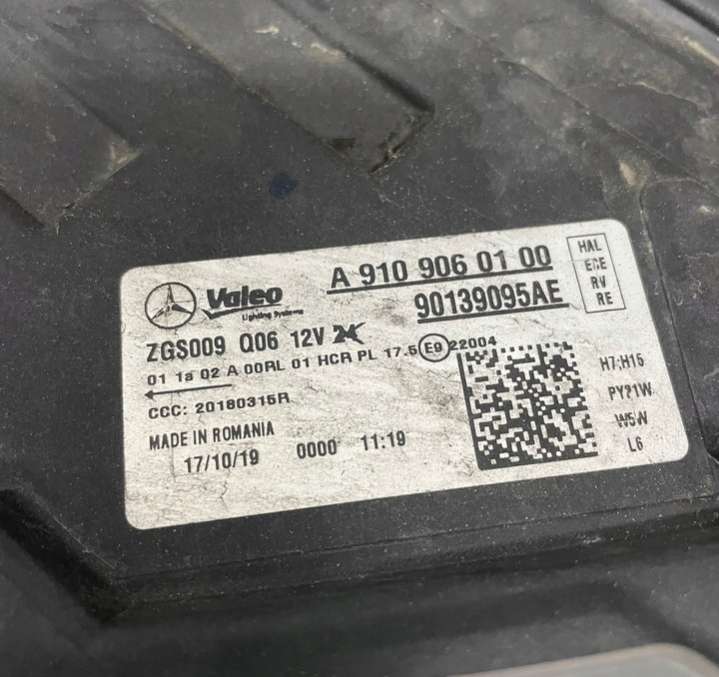 Valeo
Lighting Systems
A 910 906 01 00
90139095AE
HAL
ECE
RV
RE
ZGS009 Q06 12V
01 1a 02 A 00RL 01 HCR PL 17.5 E9 22004
CCC: 20180315R
MADE IN ROMANIA
17/10/19 0000 11:19
H7;H15
PY21W
W5W
L6